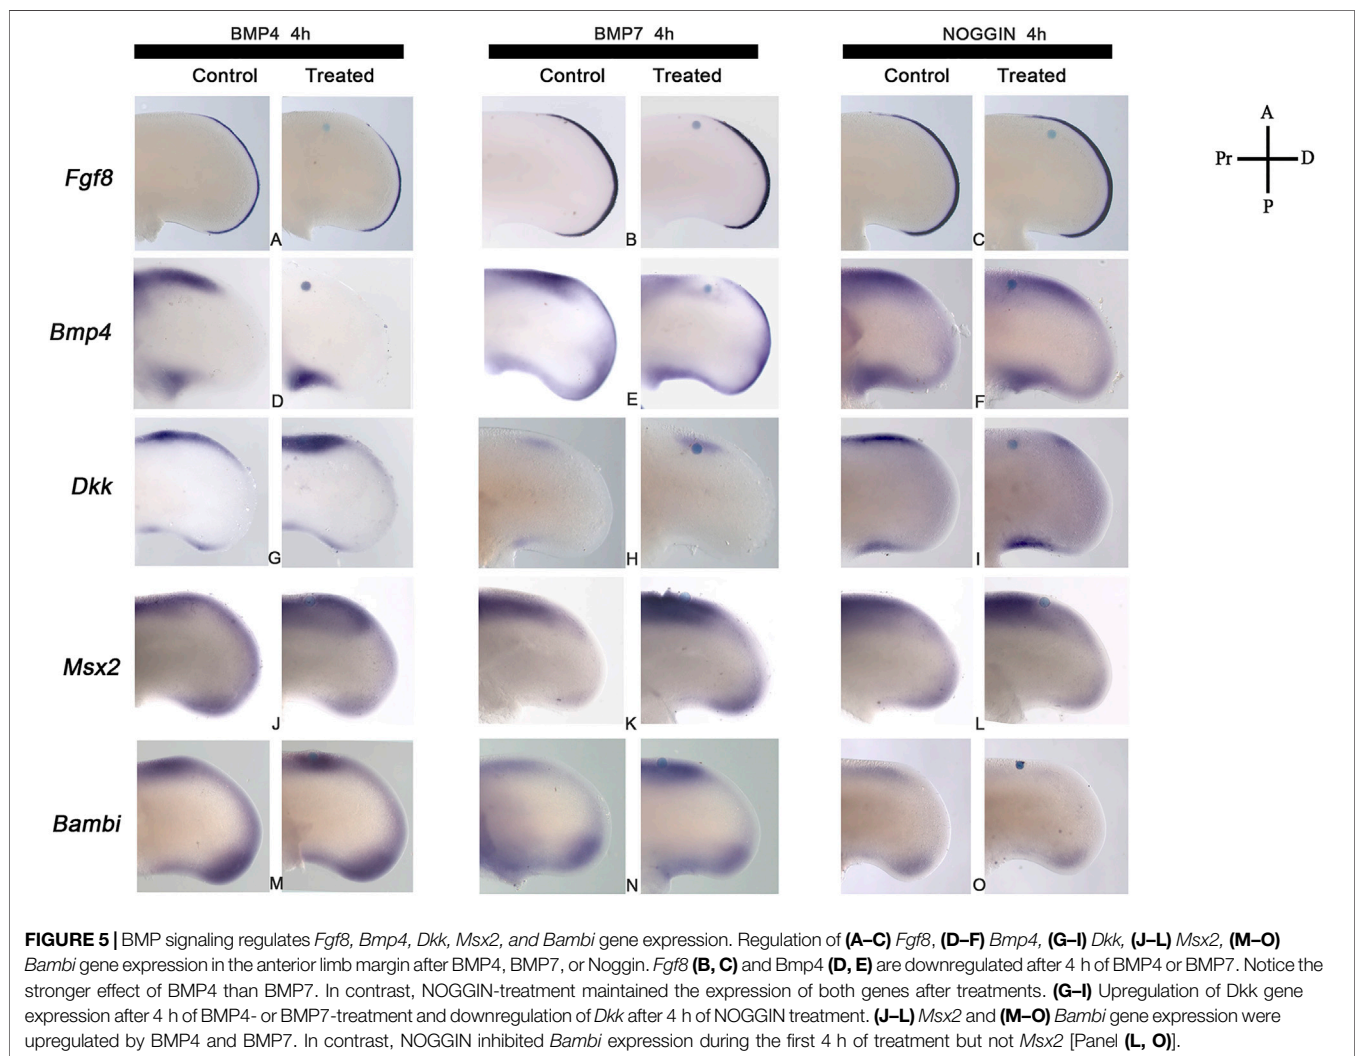 BMP4 4h BMP7 4h NOGGIN 4h
Control Treated Control Treated Control Treated
A
Pr D
P
Fgf8
A B C
Bmp4
D E F
Dkk
G H I
Msx2
J K L
Bambi
M N O
FIGURE 5 | BMP signaling regulates Fgf8, Bmp4, Dkk, Msx2, and Bambi gene expression. Regulation of (A–C) Fgf8, (D–F) Bmp4, (G–I) Dkk, (J–L) Msx2, (M–O)
Bambi gene expression in the anterior limb margin after BMP4, BMP7, or Noggin. Fgf8 (B, C) and Bmp4 (D, E) are downregulated after 4 h of BMP4 or BMP7. Notice the
stronger effect of BMP4 than BMP7. In contrast, NOGGIN-treatment maintained the expression of both genes after treatments. (G–I) Upregulation of Dkk gene
expression after 4 h of BMP4- or BMP7-treatment and downregulation of Dkk after 4 h of NOGGIN treatment. (J–L) Msx2 and (M–O) Bambi gene expression were
upregulated by BMP4 and BMP7. In contrast, NOGGIN inhibited Bambi expression during the first 4 h of treatment but not Msx2 [Panel (L, O)].